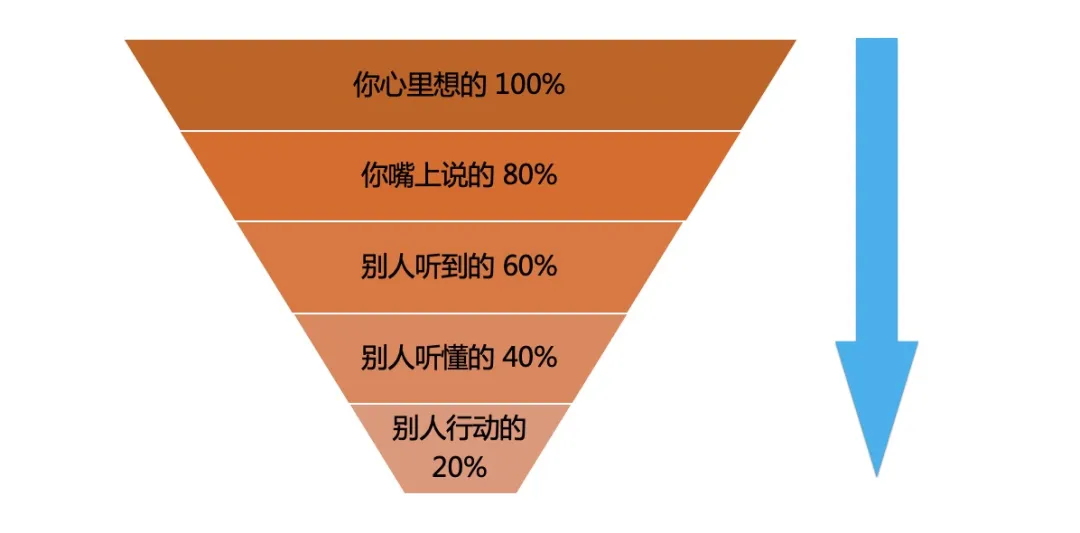 你心里想的 100%
你嘴上说的 80%
别人听到的 60%
别人听懂的 40%
别人行动的
20%